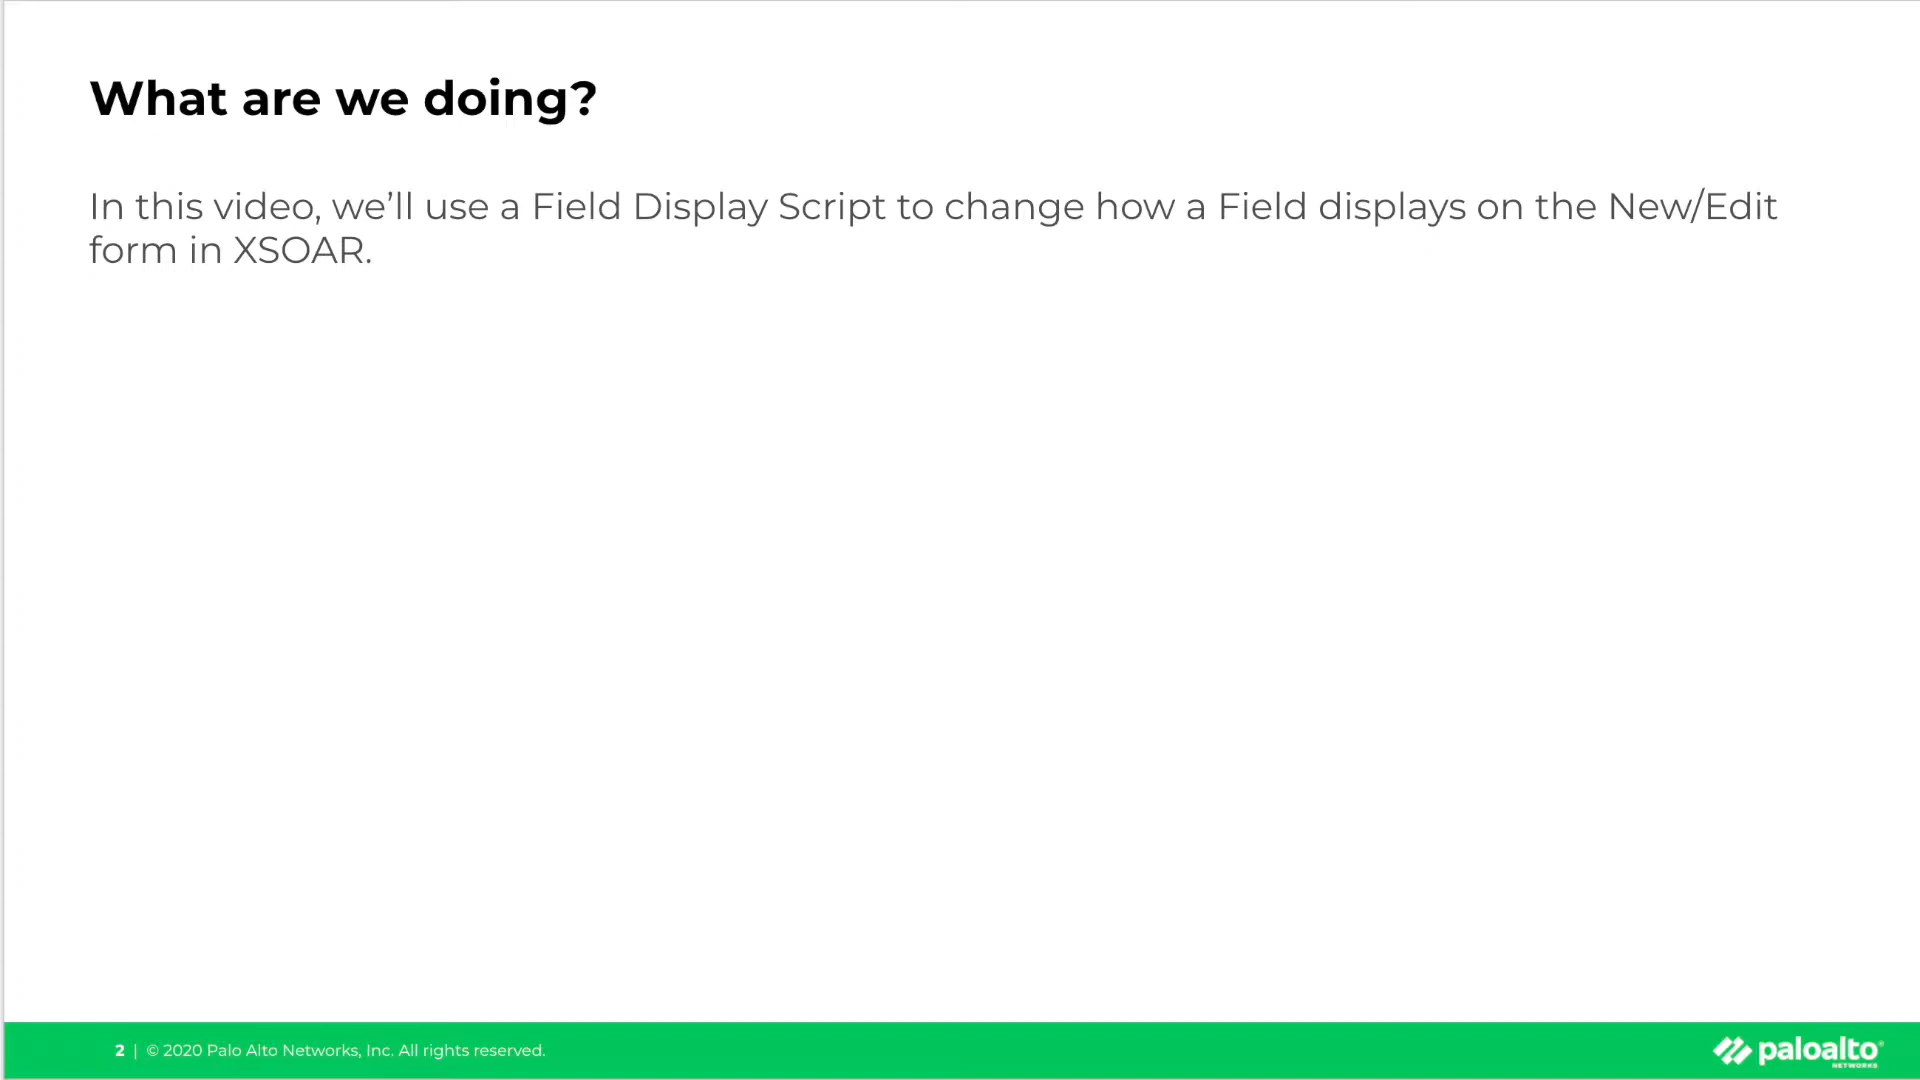 What are we doing?
In this video, we’ll use a Field Display Script to change how a Field displays on the New/Edit
form in XSOAR.
2 | © 2020 Palo Alto Networks, Inc. All rights reserved.
paloalto®
NETWORKS